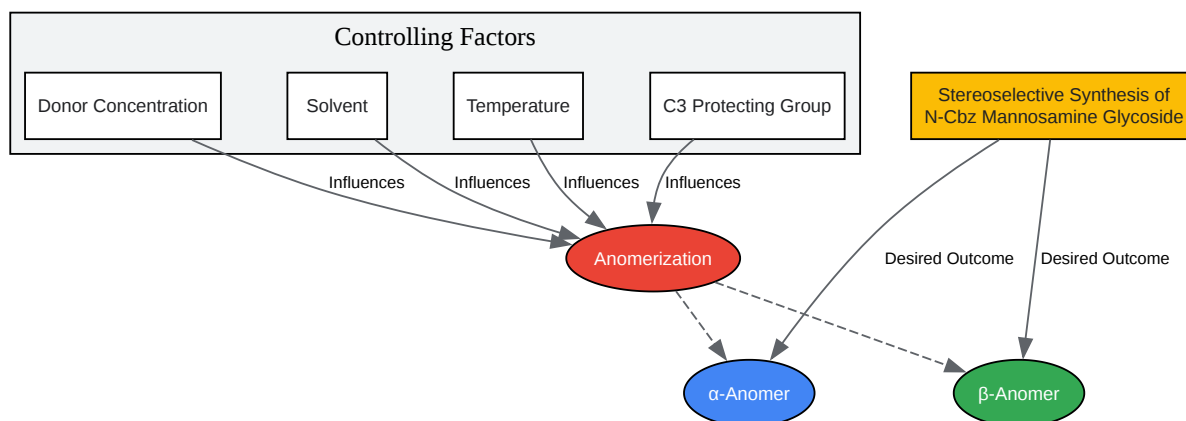 Controlling Factors
Donor Concentration
Solvent
Temperature
C3 Protecting Group
Stereoselective Synthesis of
N-Cbz Mannosamine Glycoside
Influences
Influences
Influences
Influences
Anomerization
Desired Outcome
Desired Outcome
α-Anomer
β-Anomer